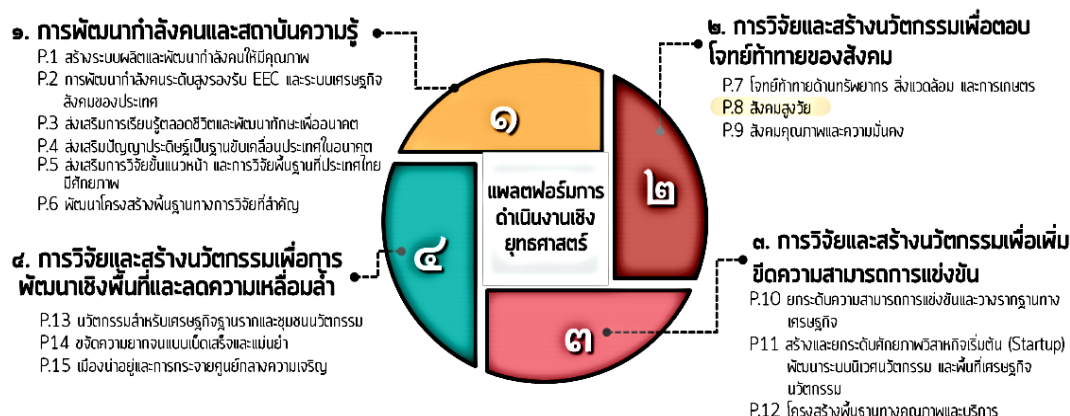 ๑. การพัฒนากำลังคนและสถาบันความรู้
P.1 สร้างระบบผลิตและพัฒนากำลังคนให้มีคุณภาพ
P.2 การพัฒนากำลังคนระดับสูงรองรับ EEC และระบบเศรษฐกิจ
สังคมของประเทศ
P.3 ส่งเสริมการเรียนรู้ตลอดชีวิตและพัฒนาทักษะเพื่ออนาคต
P.4 ส่งเสริมปัญญาประดิษฐ์เป็นฐานขับเคลื่อนประเทศในอนาคต
P.5 ส่งเสริมการวิจัยขั้นแนวหน้า และการวิจัยพื้นฐานที่ประเทศไทย
มีศักยภาพ
P.6 พัฒนาโครงสร้างพื้นฐานทางการวิจัยที่สำคัญ
๒. การวิจัยและสร้างนวัตกรรมเพื่อตอบ
โจทย์ท้าทายของสังคม
P.7 โจทย์ท้าทายด้านทรัพยากร สิ่งแวดล้อม และการเกษตร
P.8 สังคมสูงวัย
P.9 สังคมคุณภาพและความมั่นคง
๑
๒
๓
๔
แพลตฟอร์มการ
ดำเนินงานเชิง
ยุทธศาสตร์
๔. การวิจัยและสร้างนวัตกรรมเพื่อการ
พัฒนาเชิงพื้นที่และลดความเหลื่อมล้ำ
P.13 นวัตกรรมสำหรับเศรษฐกิจฐานรากและชุมชนนวัตกรรม
P14 ขจัดความยากจนแบบเบ็ดเสร็จและแม่นยำ
P.15 เมืองน่าอยู่และการกระจายศูนย์กลางความเจริญ
๓. การวิจัยและสร้างนวัตกรรมเพื่อเพิ่ม
ขีดความสามารถการแข่งขัน
P.10 ยกระดับความสามารถการแข่งขันและวางรากฐานทาง
เศรษฐกิจ
P11 สร้างและยกระดับศักยภาพวิสาหกิจเริ่มต้น (Startup)
พัฒนาระบบนิเวศนวัตกรรม และพื้นที่เศรษฐกิจ
นวัตกรรม
P.12 โครงสร้างพื้นฐานทางคุณภาพและบริการ